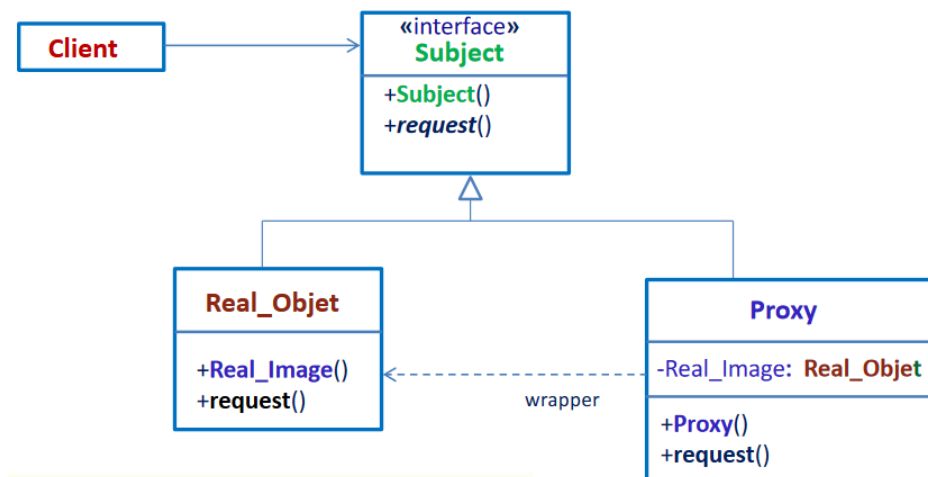 Client
«interface»
Subject
+Subject()
+request()
Real_Objet
+Real_Image()
+request()
wrapper
Proxy
-Real_Image: Real_Objet
+Proxy()
+request()